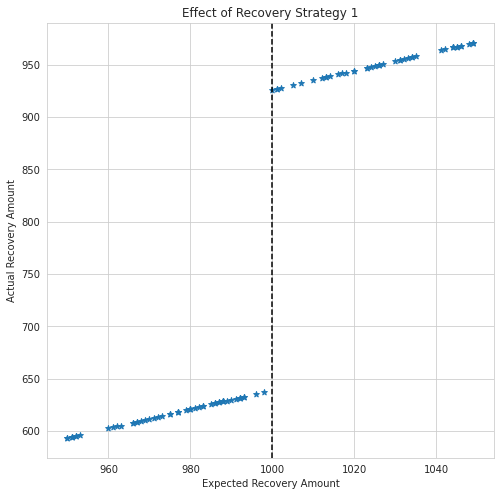 Effect of Recovery Strategy 1
950
900
850
800
750
700
650
600
Actual Recovery Amount
960 980 1000 1020 1040
Expected Recovery Amount